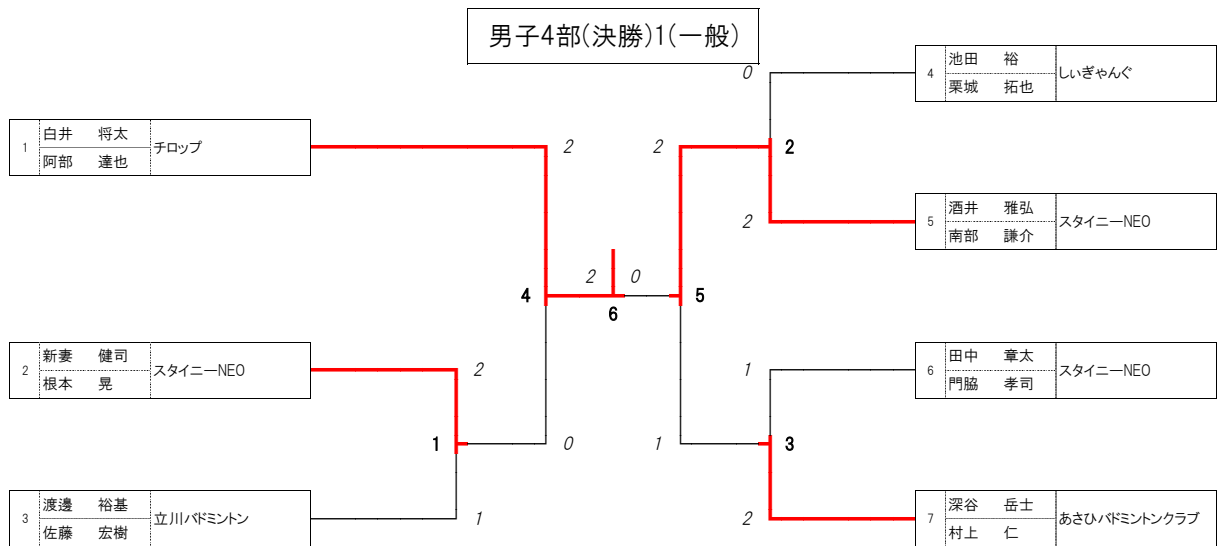 男子4部(決勝)1(一般)
1 白井 将太 チロップ
阿部 達也
2 新妻 健司 スタイニーNEO
根本 晃
3 渡邊 裕基 立川バドミントン
佐藤 宏樹
4 池田 裕 しぃぎゃんぐ
栗城 拓也
5 酒井 雅弘 スタイニーNEO
南部 謙介
6 田中 章太 スタイニーNEO
門脇 孝司
7 深谷 岳士 あさひバドミントンクラブ
村上 仁
0
2 2 2
2
2 0
4 5
6
2 1
1 0 1 3
1 2